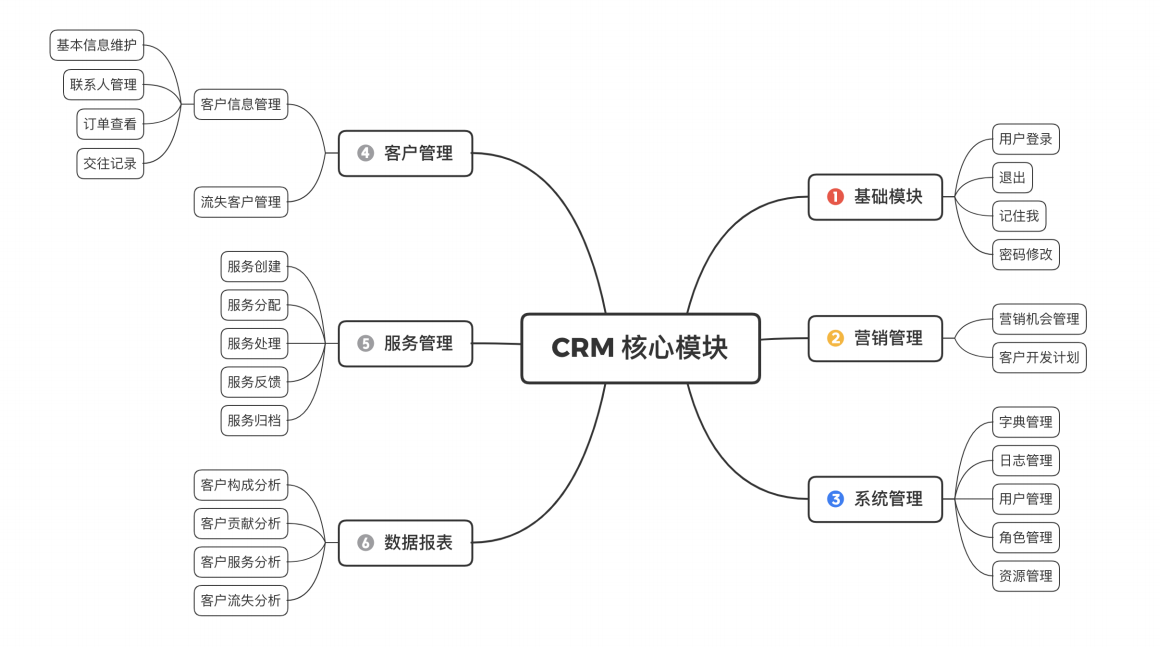 CRM 核心模块
1 基础模块
用户登录
退出
记住我
密码修改
2 营销管理
营销机会管理
客户开发计划
3 系统管理
字典管理
日志管理
用户管理
角色管理
资源管理
4 客户管理
客户信息管理
基本信息维护
联系人管理
订单查看
交往记录
流失客户管理
5 服务管理
服务创建
服务分配
服务处理
服务反馈
服务归档
6 数据报表
客户构成分析
客户贡献分析
客户服务分析
客户流失分析